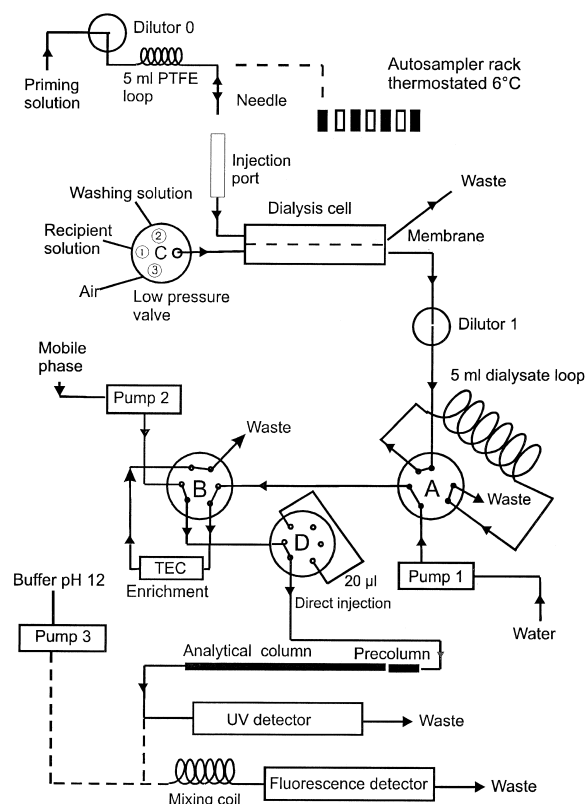 Dilutor 0
Priming
solution
5 ml PTFE
loop
Needle
Autosampler rack
thermostated 6°C
Injection
port
Washing solution
Recipient
solution
Air
1
2
3
C
Low pressure
valve
Dialysis cell
Waste
Membrane
Dilutor 1
5 ml dialysate loop
Mobile
phase
Pump 2
Waste
B
A
Waste
D
20 µl
TEC
Enrichment
Direct injection
Pump 1
Water
Buffer pH 12
Pump 3
Analytical column
Precolumn
UV detector
Waste
Mixing coil
Fluorescence detector
Waste